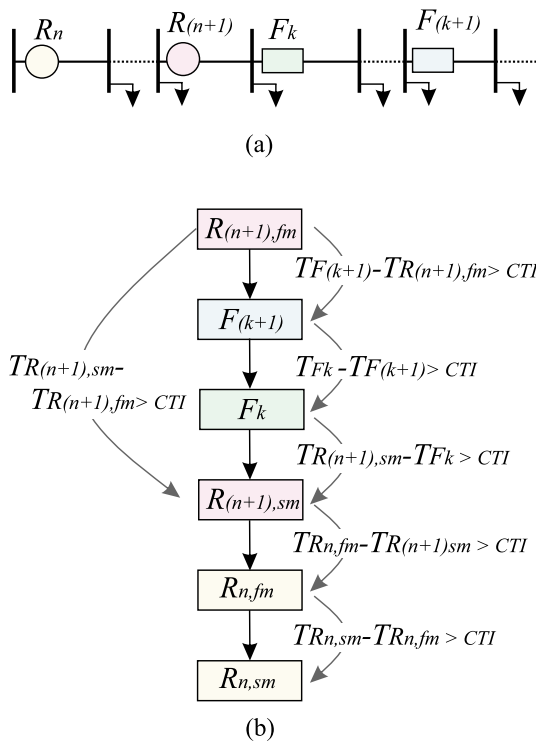 Rn R(n+1) Fk F(k+1)
(a)
R(n+1),fm
TF(k+1)-TR(n+1),fm> CTI
F(k+1)
TR(n+1),sm-
TR(n+1),fm> CTI
TFk-TF(k+1)> CTI
Fk
TR(n+1),sm-TFk > CTI
R(n+1),sm
TRn,fm-TR(n+1)sm > CTI
Rn,fm
TRn,sm-TRn,fm > CTI
Rn,sm
(b)